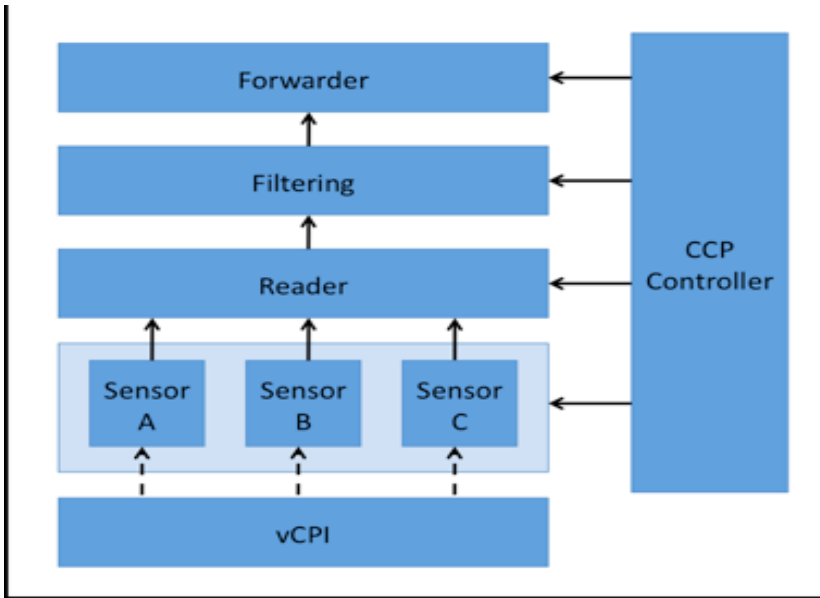 Forwarder
Filtering
Reader
CCP
Controller
Sensor
A
Sensor
B
Sensor
C
vCPI